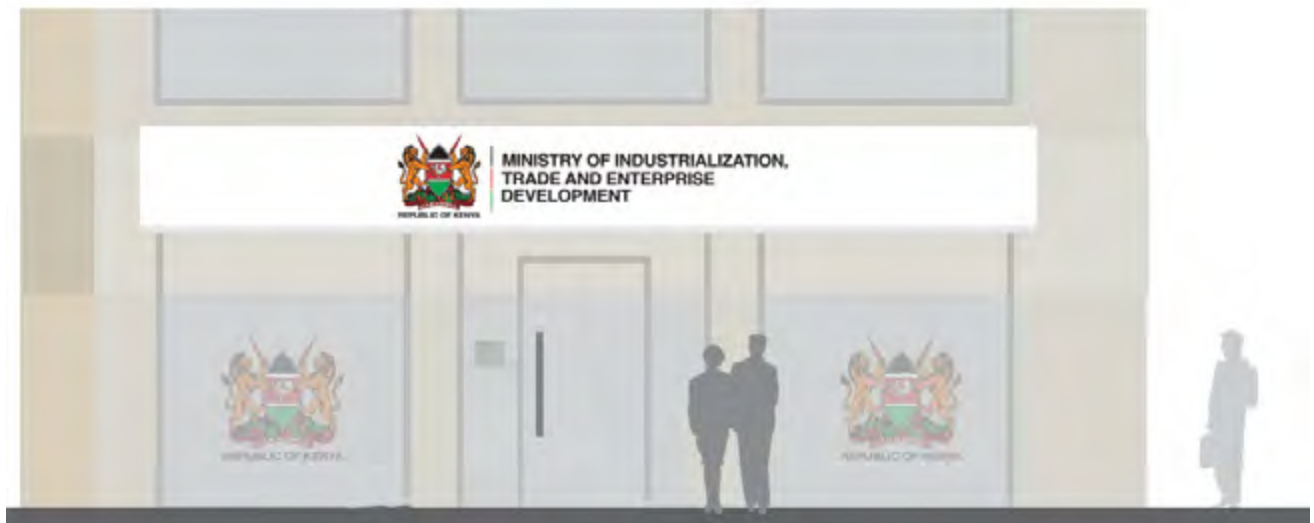 MINISTRY OF INDUSTRIALIZATION,
TRADE AND ENTERPRISE
DEVELOPMENT
REPUBLIC OF KENYA
REPUBLIC OF KENYA
REPUBLIC OF KENYA